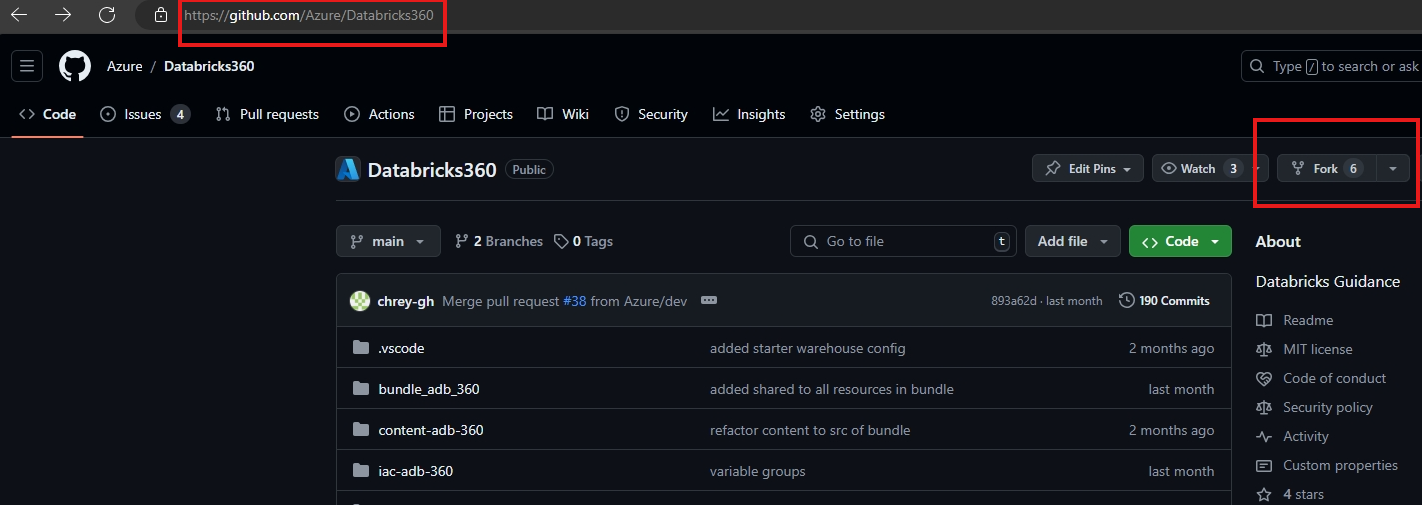 https://github.com/Azure/Databricks360
Azure / Databricks360
Type / to search or ask
Code Issues 4 Pull requests Actions Projects Wiki Security Insights Settings
Databricks360 Public Edit Pins Watch 3 Fork 6
main 2 Branches 0 Tags Go to file t Add file Code
About
chrey-gh Merge pull request #38 from Azure/dev 893a62d · last month 190 Commits
Databricks Guidance
Readme
.vscode added starter warehouse config 2 months ago
MIT license
Code of conduct
bundle_adb_360 added shared to all resources in bundle last month
Security policy
content-adb-360 refactor content to src of bundle 2 months ago
Activity
Custom properties
iac-adb-360 variable groups last month
4 stars